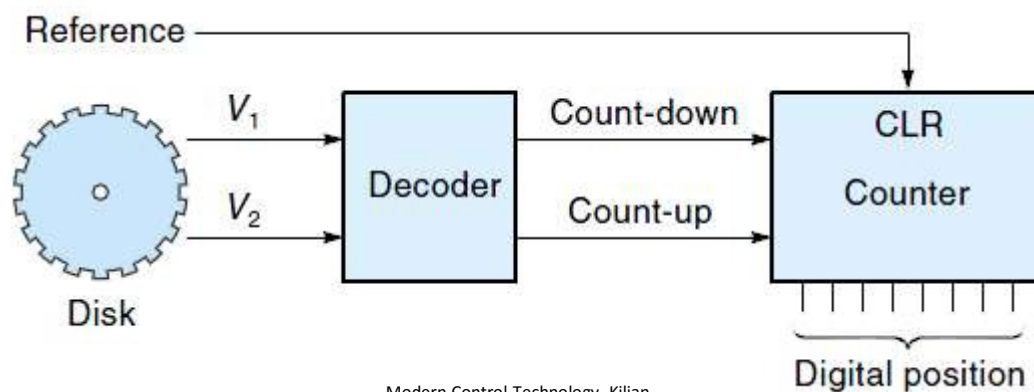 Reference
V1
Count-down
CLR
Decoder
Counter
V2
Count-up
Disk
Digital position
Modern Control Technology, Kilian